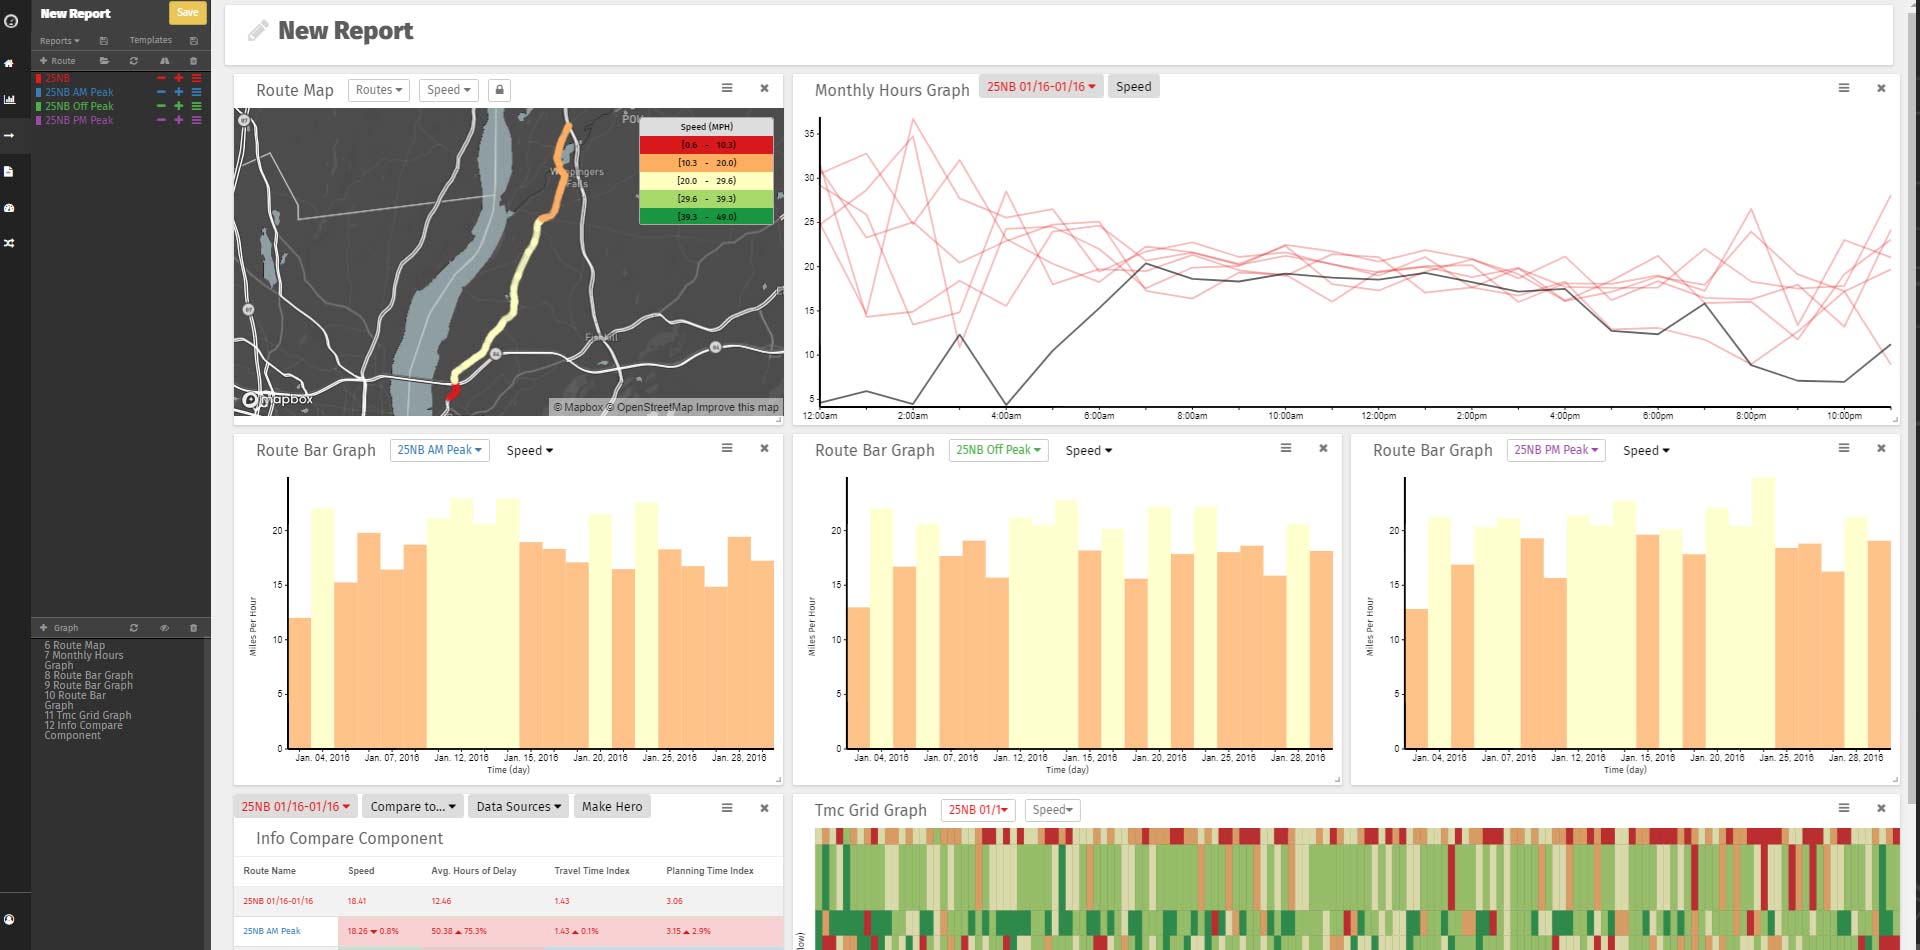 New Report
Save
Reports
Templates
+ Route
25NB
25NB AM Peak
25NB Off Peak
25NB PM Peak
+ Graph
6 Route Map
7 Monthly Hours
Graph
8 Route Bar Graph
9 Route Bar Graph
10 Route Bar
Graph
11 Tmc Grid Graph
12 Info Compare
Component
New Report
Route Map
Routes
Speed
87
87
84
84
Wappingers
Falls
Fishkill
Speed (MPH)
[0.6 - 10.3)
[10.3 - 20.0)
[20.0 - 29.6)
[29.6 - 39.3)
[39.3 - 49.0)
mapbox
© Mapbox © OpenStreetMap Improve this map
Monthly Hours Graph
25NB 01/16-01/16
Speed
35
30
25
20
15
10
5
12:00am 2:00am 4:00am 6:00am 8:00am 10:00am 12:00pm 2:00pm 4:00pm 6:00pm 8:00pm 10:00pm
Route Bar Graph
25NB AM Peak
Speed
20
15
10
5
0
Miles Per Hour
Jan. 04, 2016 Jan. 07, 2016 Jan. 12, 2016 Jan. 15, 2016 Jan. 20, 2016 Jan. 25, 2016 Jan. 28, 2016
Time (day)
Route Bar Graph
25NB Off Peak
Speed
20
15
10
5
0
Miles Per Hour
Jan. 04, 2016 Jan. 07, 2016 Jan. 12, 2016 Jan. 15, 2016 Jan. 20, 2016 Jan. 25, 2016 Jan. 28, 2016
Time (day)
Route Bar Graph
25NB PM Peak
Speed
20
15
10
5
0
Miles Per Hour
Jan. 04, 2016 Jan. 07, 2016 Jan. 12, 2016 Jan. 15, 2016 Jan. 20, 2016 Jan. 25, 2016 Jan. 28, 2016
Time (day)
25NB 01/16-01/16
Compare to...
Data Sources
Make Hero
Info Compare Component
Route Name Speed Avg. Hours of Delay Travel Time Index Planning Time Index
25NB 01/16-01/16 18.41 12.46 1.43 3.06
25NB AM Peak 18.26 ▼ 0.8% 50.38 ▲ 75.3% 1.43 ▲ 0.1% 3.15 ▲ 2.9%
Tmc Grid Graph
25NB 01/1
Speed